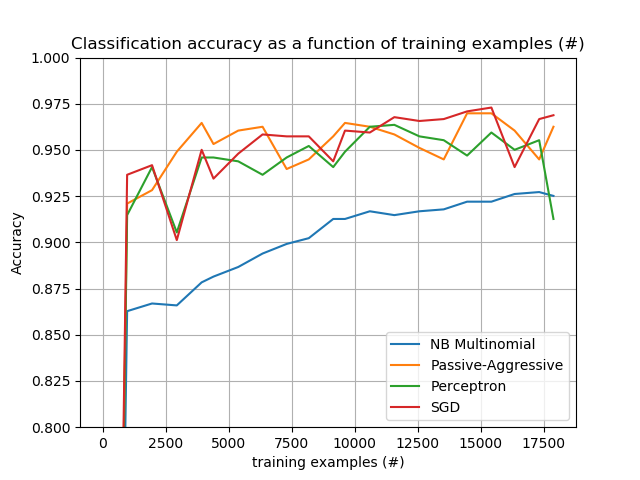 Classification accuracy as a function of training examples (#)
1.000
0.975
0.950
0.925
0.900
0.875
0.850
0.825
0.800
Accuracy
NB Multinomial
Passive-Aggressive
Perceptron
SGD
0 2500 5000 7500 10000 12500 15000 17500
training examples (#)